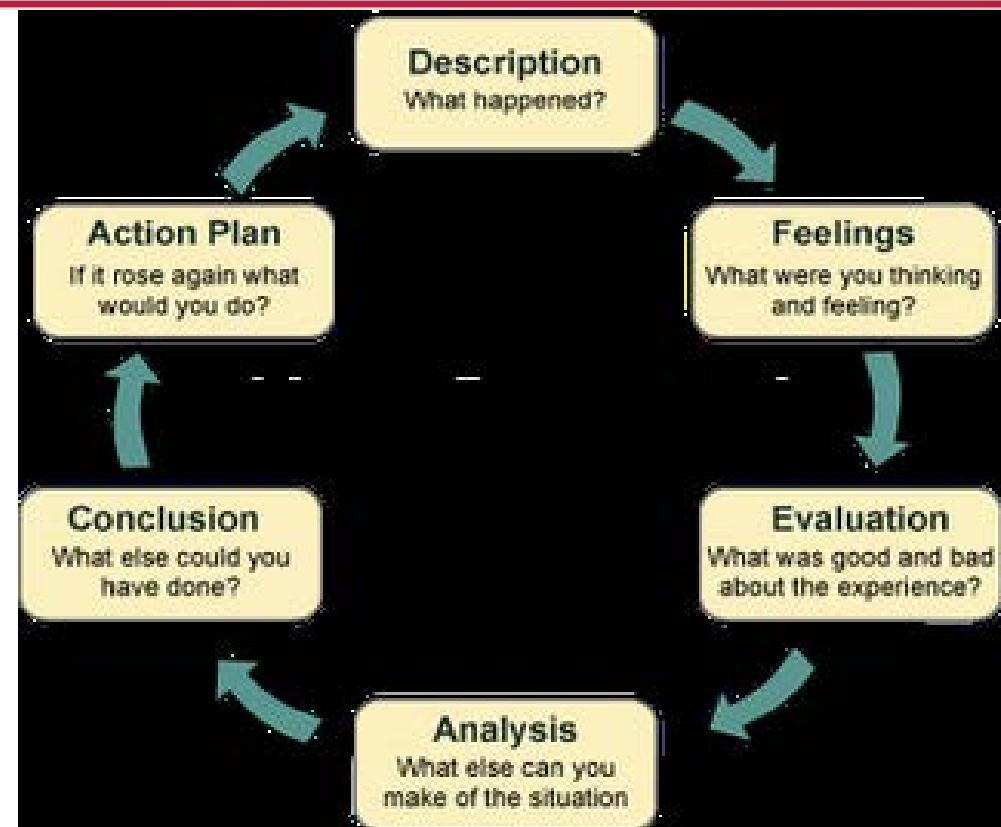 Description
What happened?
Feelings
What were you thinking
and feeling?
Evaluation
What was good and bad
about the experience?
Analysis
What else can you
make of the situation
Conclusion
What else could you
have done?
Action Plan
If it rose again what
would you do?